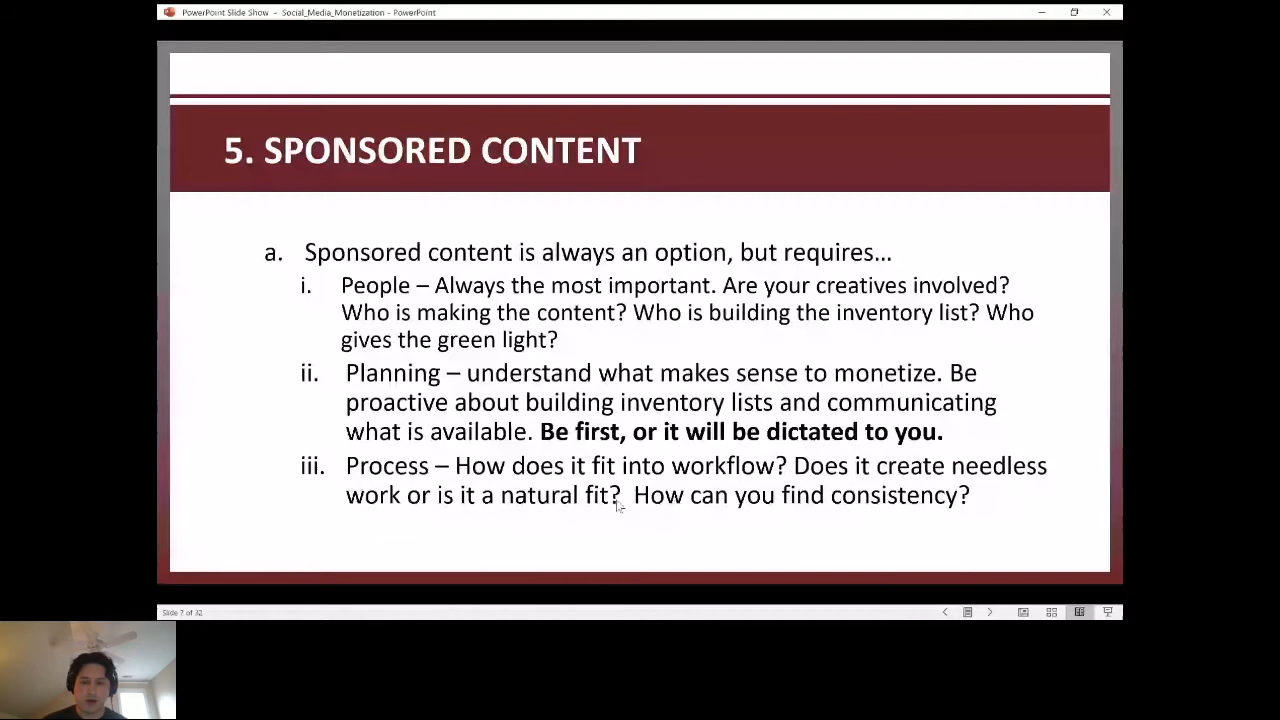 PowerPoint Slide Show - Social_Media_Monetization - PowerPoint
5. SPONSORED CONTENT
a. Sponsored content is always an option, but requires…
i. People – Always the most important. Are your creatives involved?
Who is making the content? Who is building the inventory list? Who
gives the green light?
ii. Planning – understand what makes sense to monetize. Be
proactive about building inventory lists and communicating
what is available. Be first, or it will be dictated to you.
iii. Process – How does it fit into workflow? Does it create needless
work or is it a natural fit?  How can you find consistency?
Slide 7 of 32